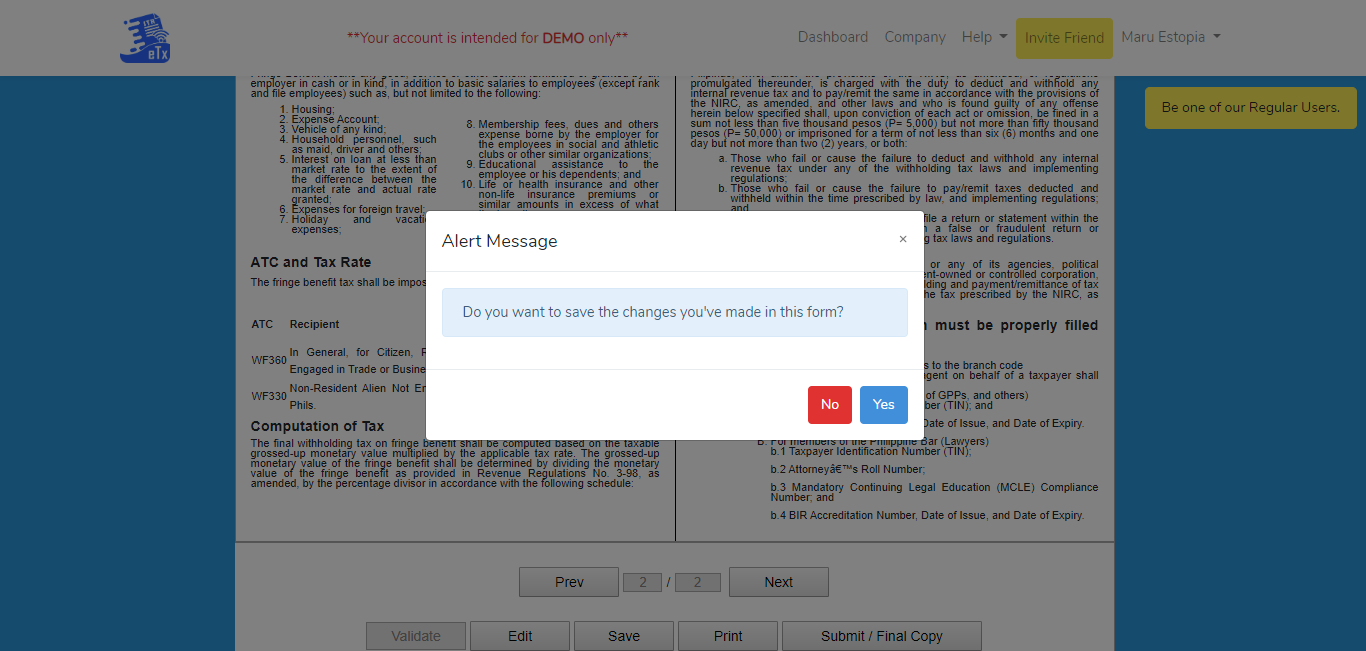 ITR
eTx
**Your account is intended for DEMO only**
Dashboard
Company
Help
Invite Friend
Maru Estopia
Be one of our Regular Users.
employer in cash or in kind, in addition to basic salaries to employees (except rank
and file employees) such as, but not limited to the following:
1. Housing;
2. Expense Account;
3. Vehicle of any kind;
4. Household personnel, such
as maid, driver and others;
5. Interest on loan at less than
market rate to the extent of
the difference between the
market rate and actual rate
granted;
6. Expenses for foreign travel;
7. Holiday and vacati
expenses;
8. Membership fees, dues and others
expense borne by the employer for
the employees in social and athletic
clubs or other similar organizations;
9. Educational assistance to the
employee or his dependents; and
10. Life or health insurance and other
non-life insurance premiums or
similar amounts in excess of what
ATC and Tax Rate
The fringe benefit tax shall be impos
ATC Recipient
WF360
In General, for Citizen,
Engaged in Trade or Busine
WF330
Non-Resident Alien Not En
Phils.
Computation of Tax
The final withholding tax on fringe benefit shall be computed based on the taxable
grossed-up monetary value multiplied by the applicable tax rate. The grossed-up
monetary value of the fringe benefit shall be determined by dividing the monetary
value of the fringe benefit as provided in Revenue Regulations No. 3-98, as
amended, by the percentage divisor in accordance with the following schedule:
promulgated thereunder, is charged with the duty to deduct and withhold any
internal revenue tax and to pay/remit the same in accordance with the provisions of
the NIRC, as amended, and other laws and who is found guilty of any offense
herein below specified shall, upon conviction of each act or omission, be fined in a
sum not less than five thousand pesos (P= 5,000) but not more than fifty thousand
pesos (P= 50,000) or imprisoned for a term of not less than six (6) months and one
day but not more than two (2) years, or both:
a. Those who fail or cause the failure to deduct and withhold any internal
revenue tax under any of the withholding tax laws and implementing
regulations;
b. Those who fail or cause the failure to pay/remit taxes deducted and
withheld within the time prescribed by law, and implementing regulations;
and
file a return or statement within the
a false or fraudulent return or
g tax laws and regulations.
or any of its agencies, political
ent-owned or controlled corporation,
lding and payment/remittance of tax
he tax prescribed by the NIRC, as
must be properly filled
s to the branch code
gent on behalf of a taxpayer shall
of GPPs, and others)
ber (TIN); and
Date of Issue, and Date of Expiry.
B. For members of the Philippine Bar (Lawyers)
b.1 Taxpayer Identification Number (TIN);
b.2 Attorneyâ€™s Roll Number;
b.3 Mandatory Continuing Legal Education (MCLE) Compliance
Number; and
b.4 BIR Accreditation Number, Date of Issue, and Date of Expiry.
Alert Message
×
Do you want to save the changes you've made in this form?
No
Yes
Prev
2 / 2
Next
Validate
Edit
Save
Print
Submit / Final Copy